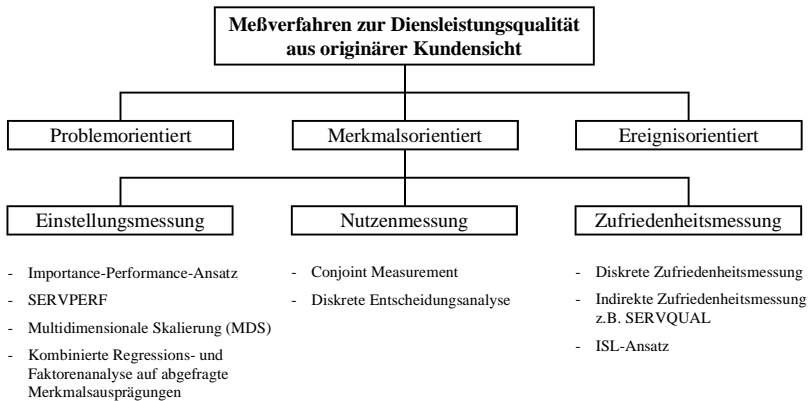 Meßverfahren zur Diensleistungsqualität
aus originärer Kundensicht
Problemorientiert
Merkmalsorientiert
Ereignisorientiert
Einstellungsmessung
Nutzenmessung
Zufriedenheitsmessung
- Importance-Performance-Ansatz
- SERVPERF
- Multidimensionale Skalierung (MDS)
- Kombinierte Regressions- und
Faktorenanalyse auf abgefragte
Merkmalsausprägungen
- Conjoint Measurement
- Diskrete Entscheidungsanalyse
- Diskrete Zufriedenheitsmessung
- Indirekte Zufriedenheitsmessung
z.B. SERVQUAL
- ISL-Ansatz